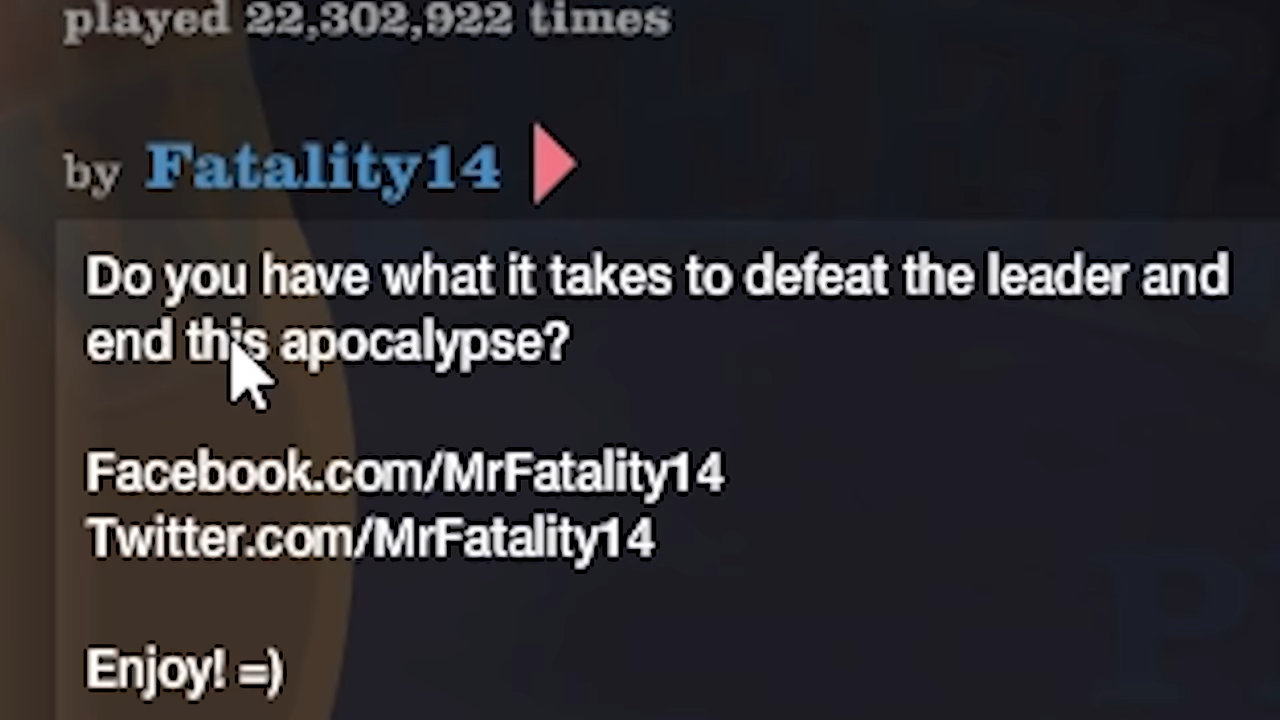 played 22,302,922 times
by Fatality14
Do you have what it takes to defeat the leader and
end this apocalypse?
Facebook.com/MrFatality14
Twitter.com/MrFatality14
Enjoy! =)